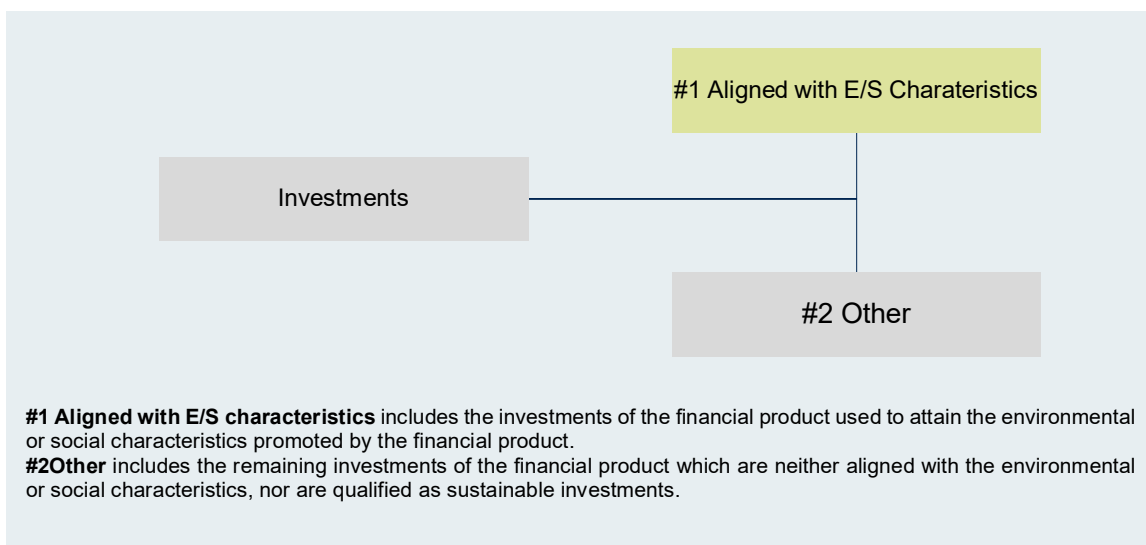 #1 Aligned with E/S Charateristics
Investments
#2 Other
#1 Aligned with E/S characteristics includes the investments of the financial product used to attain the environmental
or social characteristics promoted by the financial product.
#2Other includes the remaining investments of the financial product which are neither aligned with the environmental
or social characteristics, nor are qualified as sustainable investments.